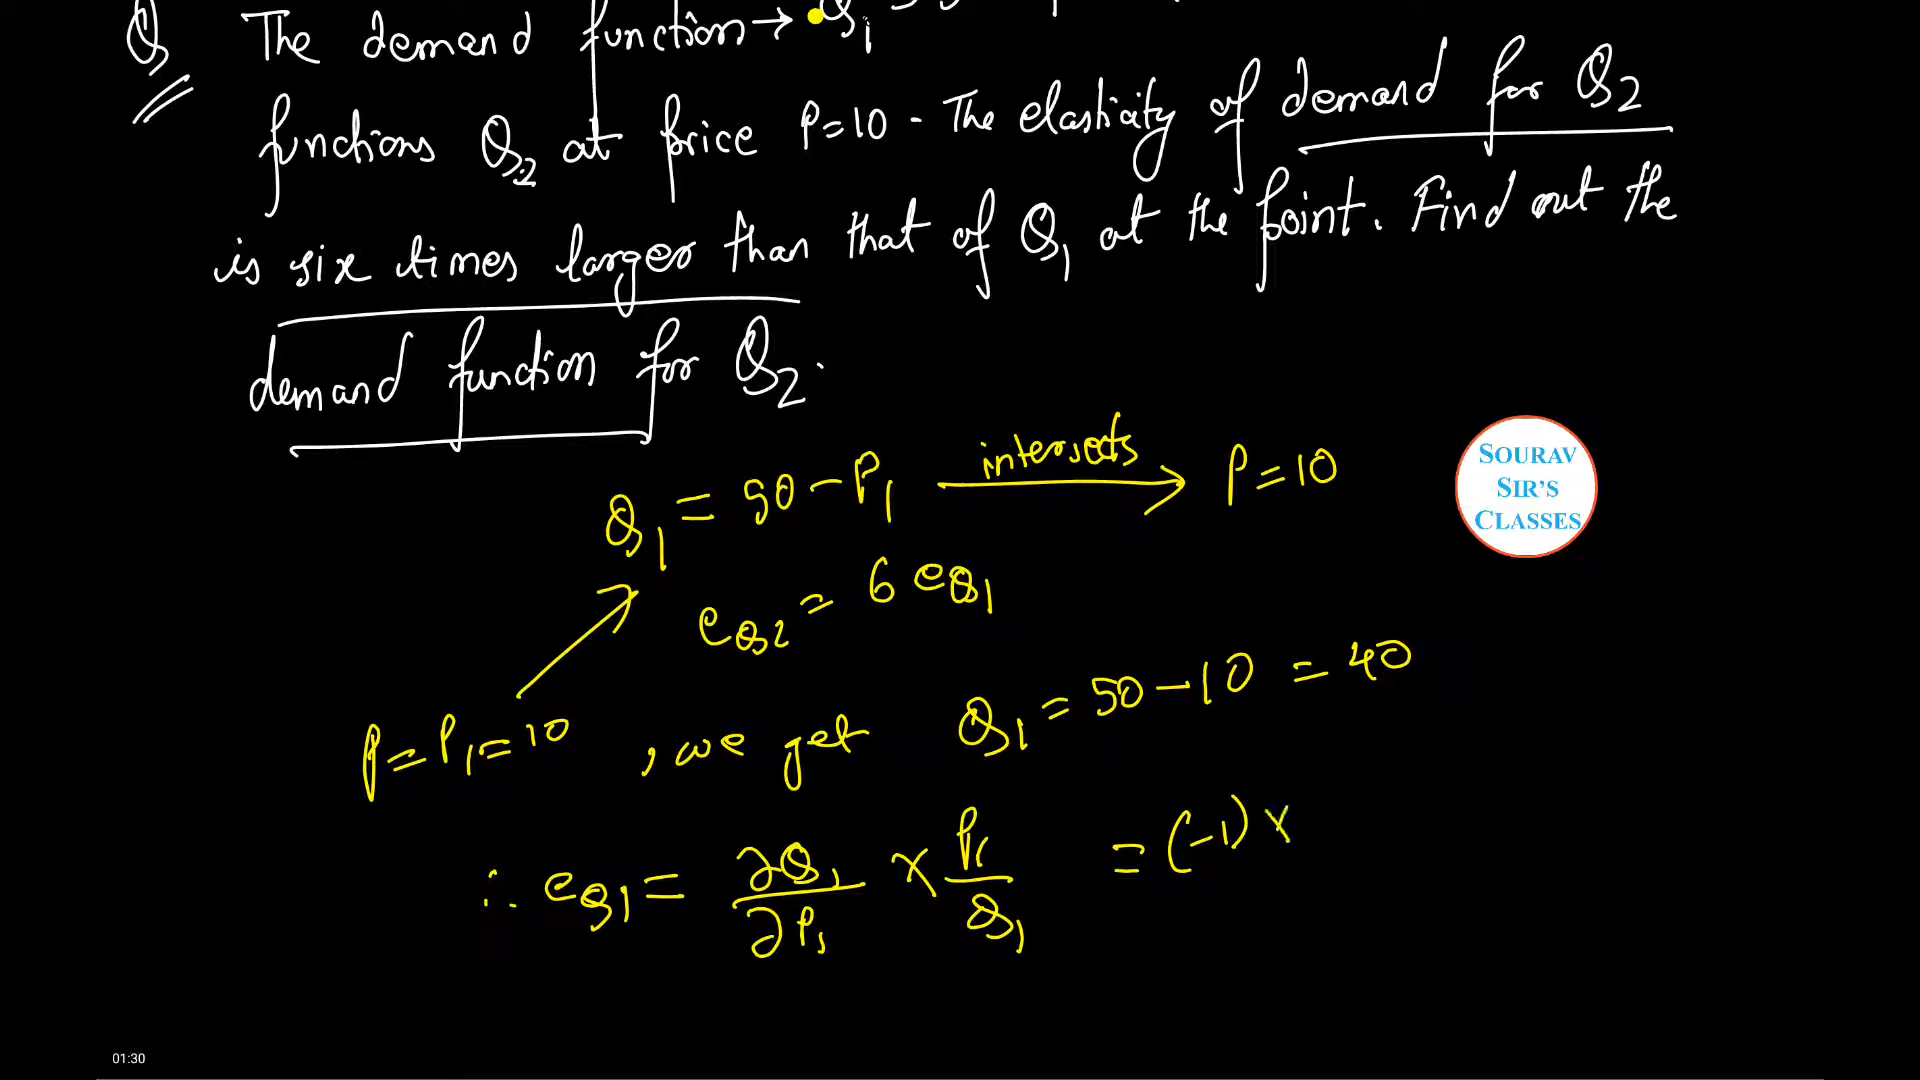 Q The demand function → Q₁
functions Q₂ at price P=10 - The elasticity of demand for Q₂
is six times larger than that of Q₁ at the point. Find out the
demand function for Q₂.
Q₁ = 50 - P₁ intersects → P = 10
eQ₂ = 6 eQ₁
P = P₁ = 10 , we get Q₁ = 50 - 10 = 40
∴ eQ₁ = ∂Q₁/∂P₁ × P₁/Q₁ = (-1) ×
SOURAV
SIR'S
CLASSES
01:30